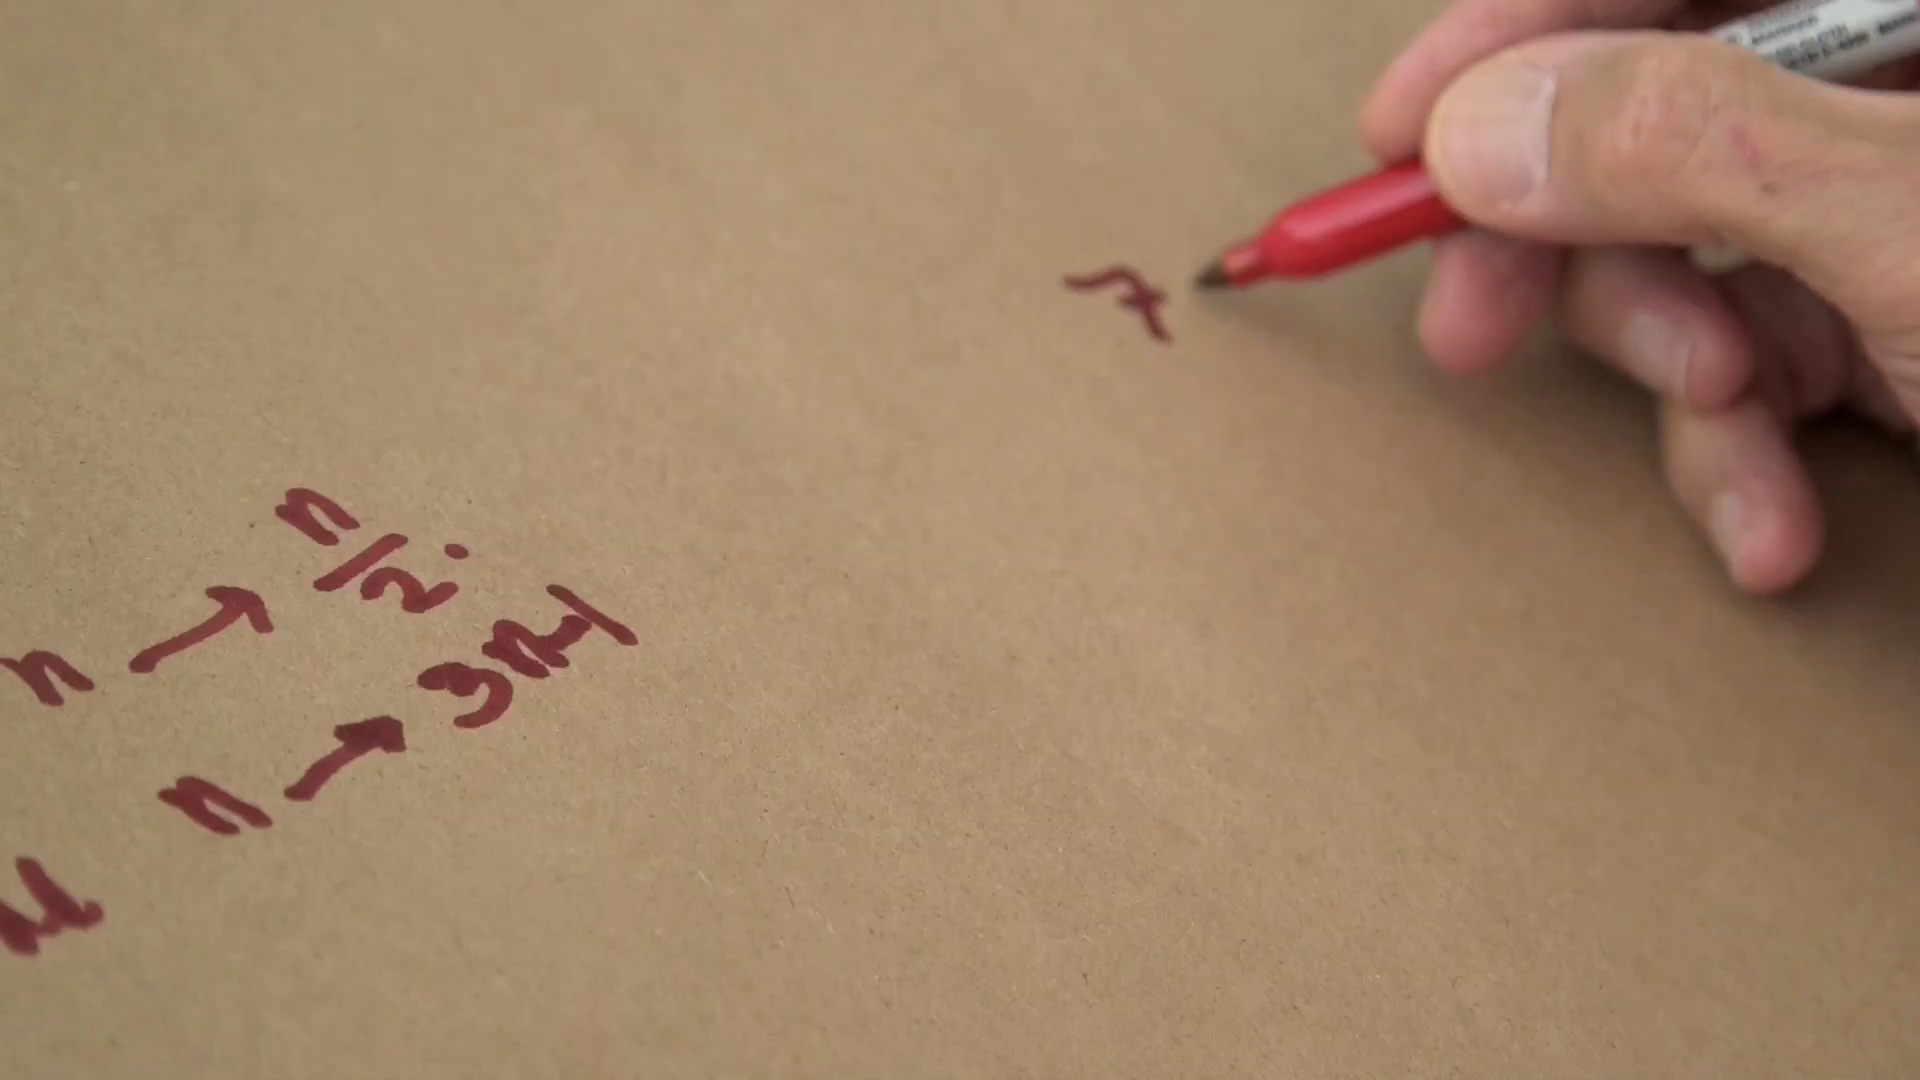 7
n → n/2
n → 3n+1